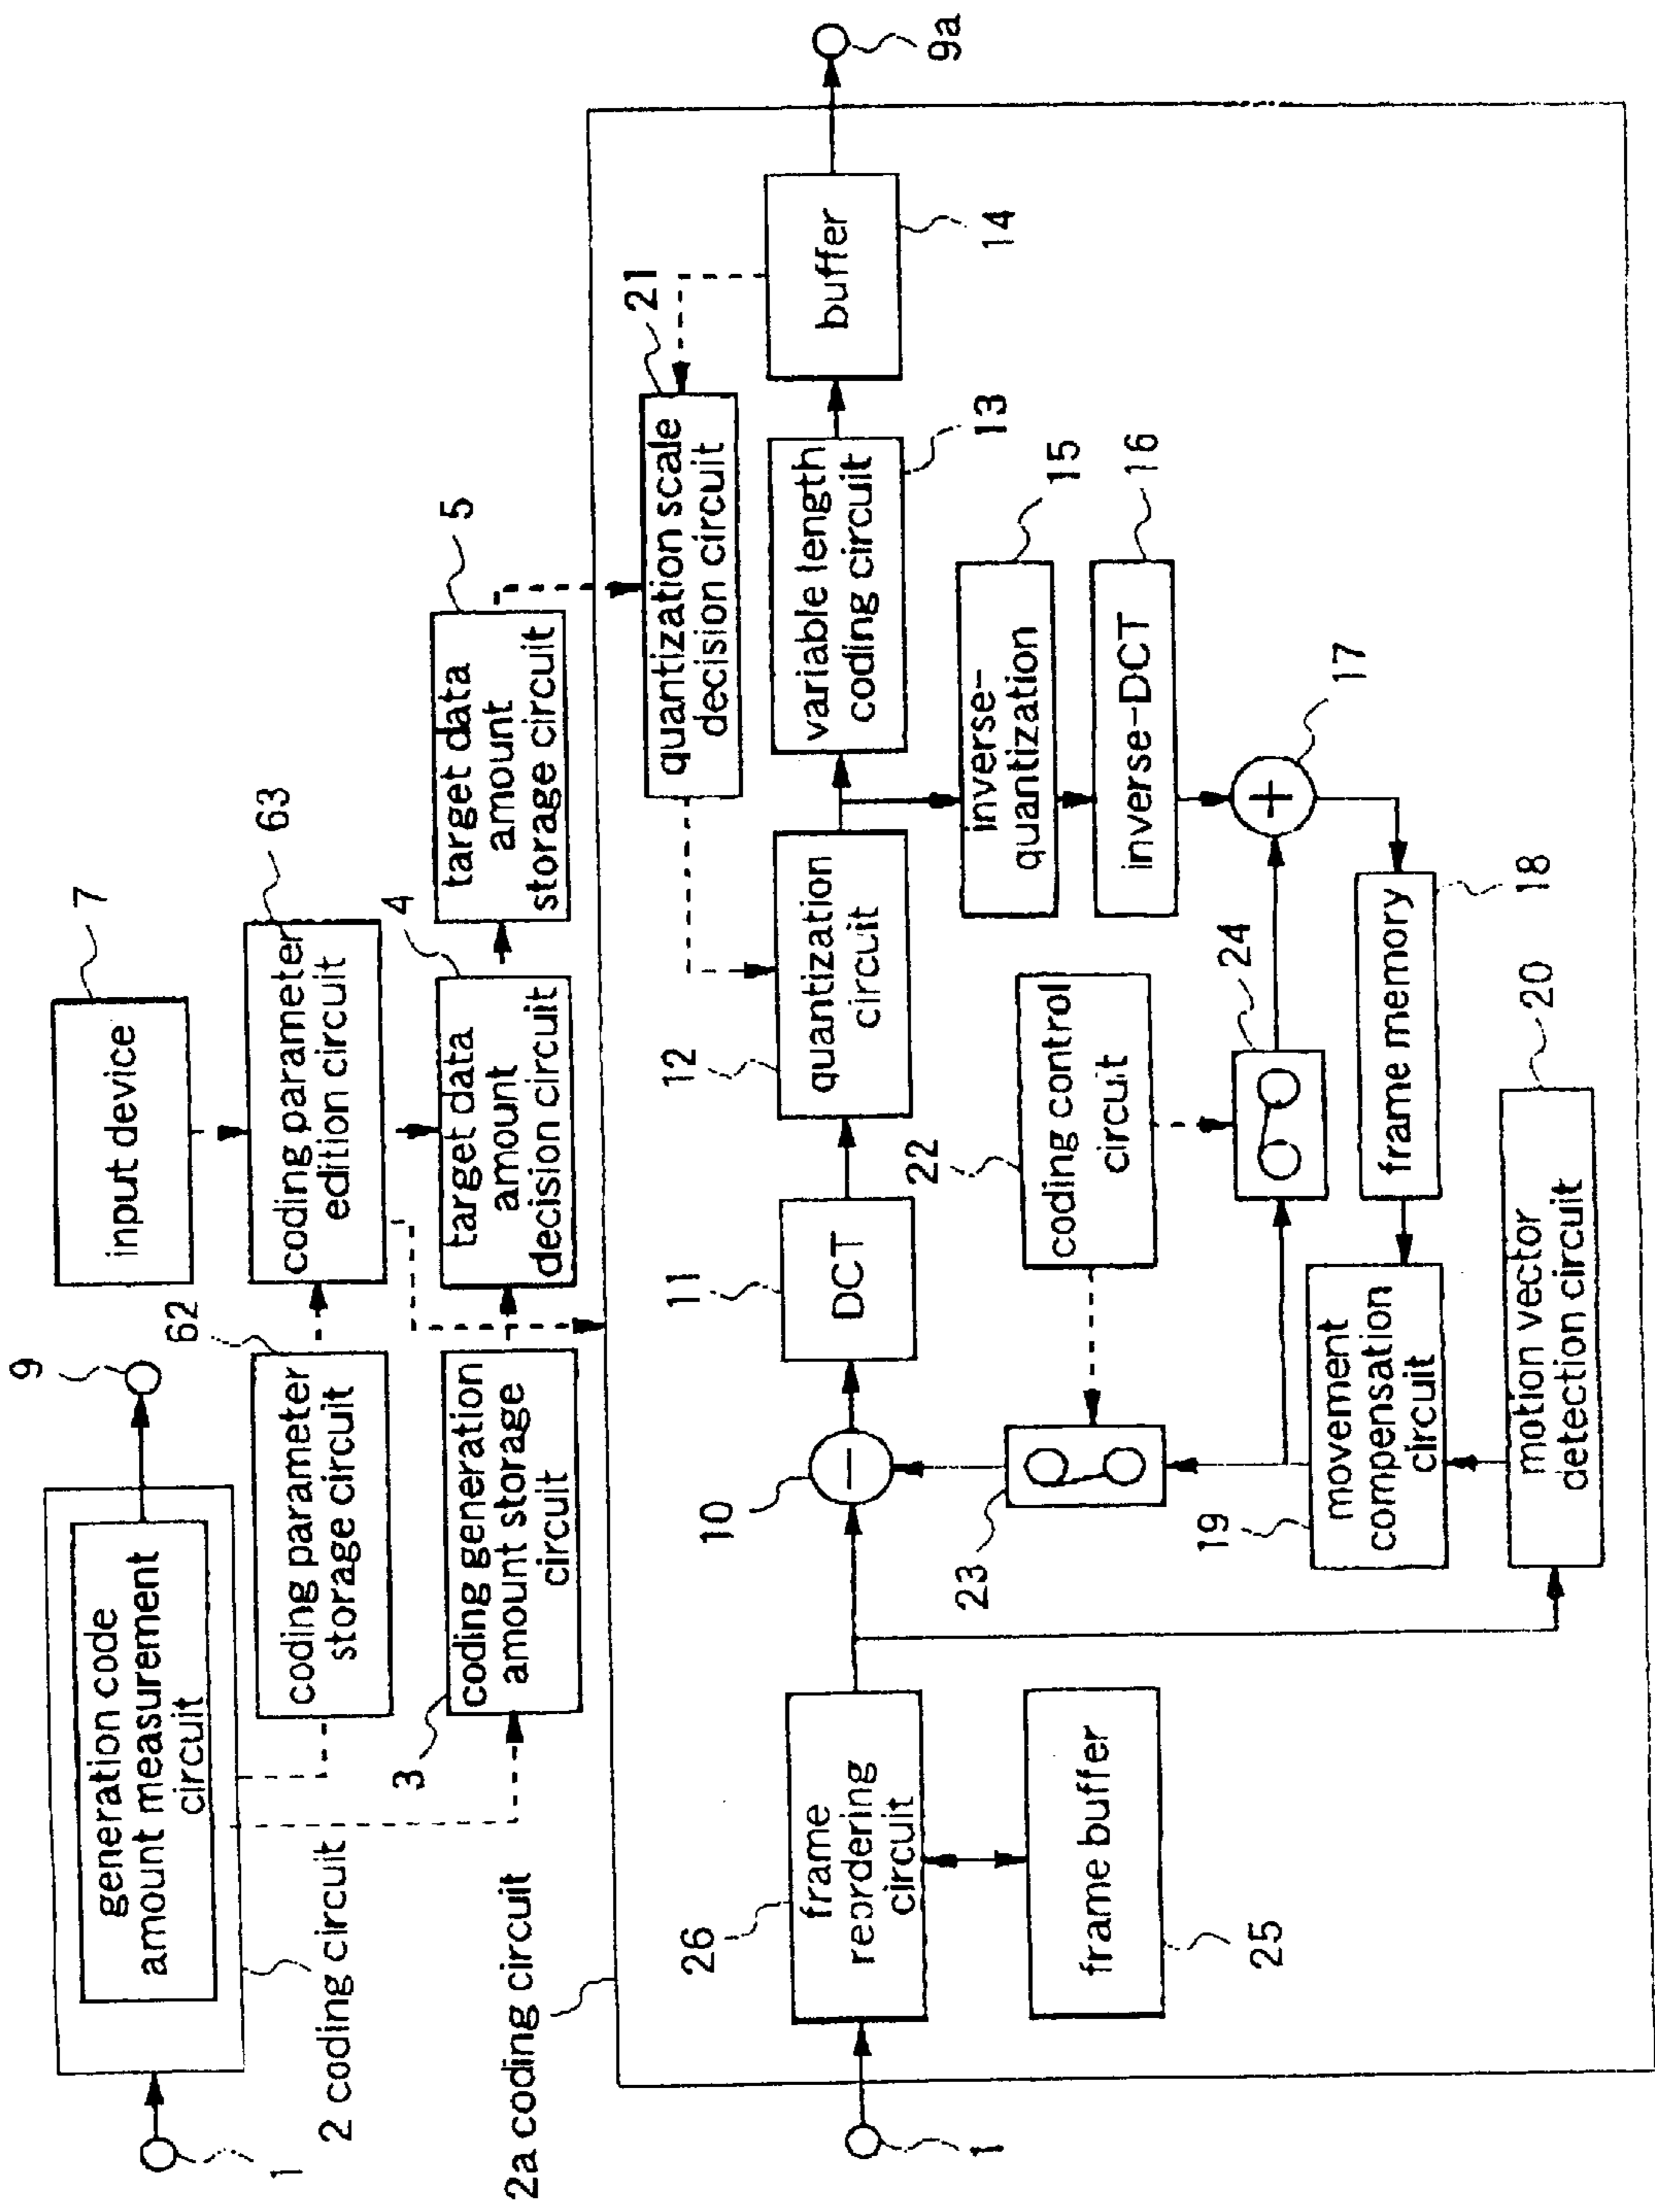 1
generation code
amount measurement
circuit
9
2 coding circuit
input device
7
coding parameter
storage circuit
62
coding parameter
edition circuit
63
3
coding generation
amount storage
circuit
target data
amount
decision circuit
4
target data
amount
storage circuit
5
2a coding circuit
quantization scale
decision circuit
21
1
26
frame
reordering
circuit
10
DCT
11
quantization
circuit
12
variable length
coding circuit
13
buffer
14
9a
frame buffer
25
23
coding control
circuit
22
inverse-
quantization
15
inverse-DCT
16
24
+
17
movement
compensation
circuit
19
frame memory
18
motion vector
detection circuit
20